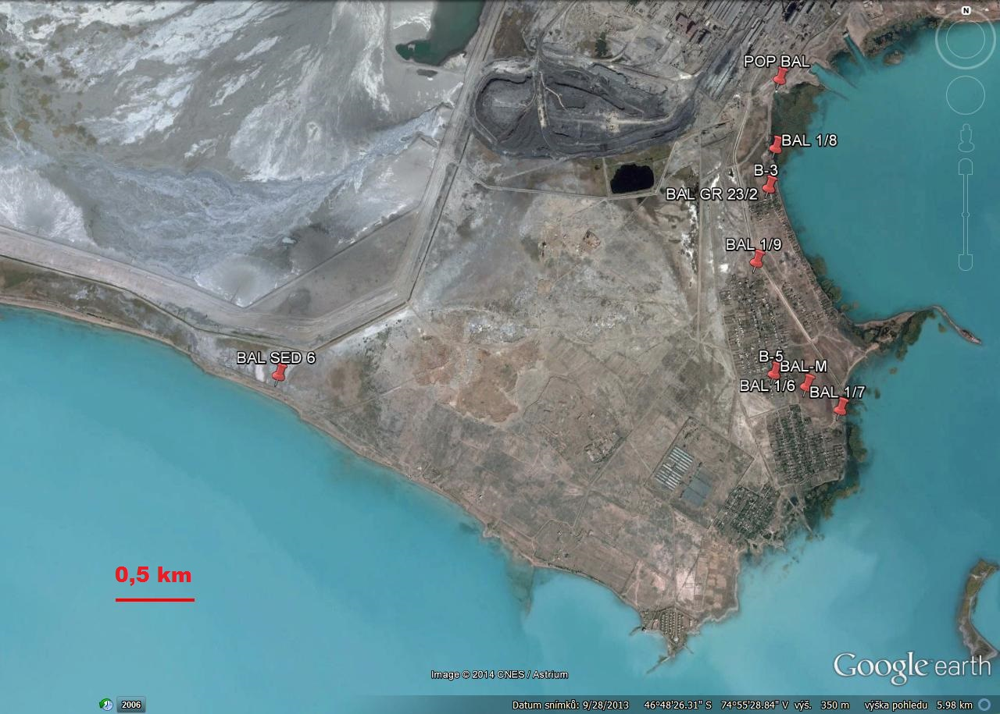 N
POP BAL
BAL 1/8
B-3
BAL GR 23/2
BAL 1/9
BAL SED 6
B-5
BAL-M
BAL 1/6
BAL 1/7
0,5 km
Google earth
Image © 2014 CNES / Astrium
2006
Datum snímků: 9/28/2013 46°48'26.31" S 74°55'28.84" V výš. 350 m výška pohledu 5.98 km